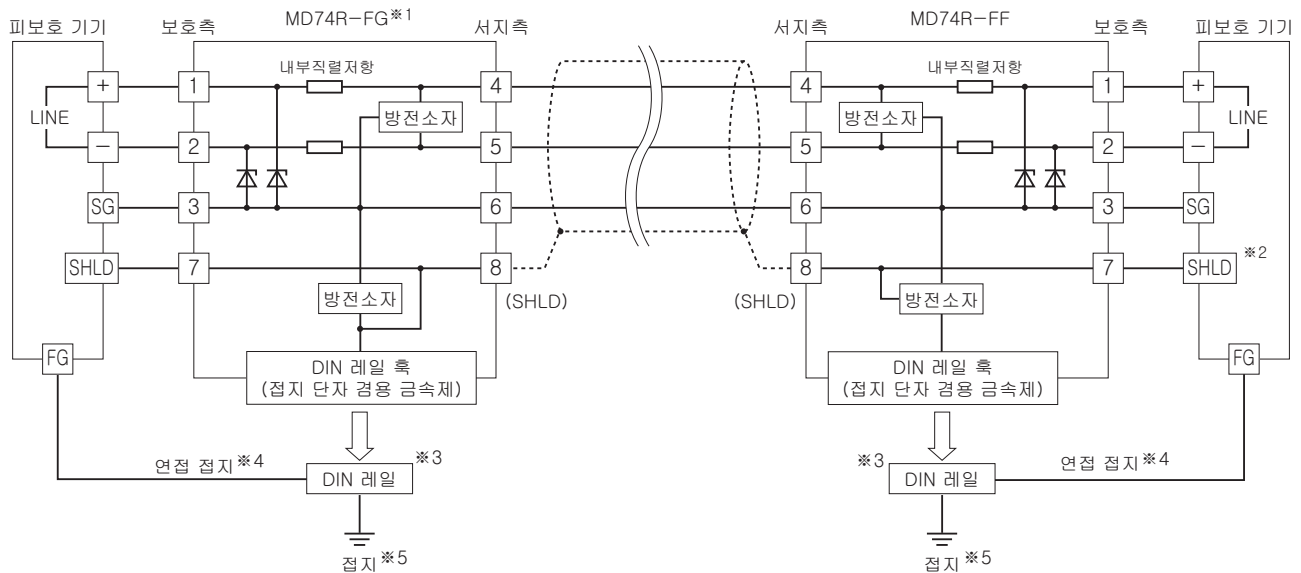 MD74R-FG※1
MD74R-FF
피보호 기기
보호측
서지측
서지측
보호측
피보호 기기
내부직렬저항
내부직렬저항
+
1
4
4
1
+
LINE
방전소자
방전소자
LINE
−
2
5
5
2
−
SG
3
6
6
3
SG
SHLD
7
8
8
7
SHLD
※2
(SHLD)
(SHLD)
방전소자
방전소자
FG
DIN 레일 훅
(접지 단자 겸용 금속제)
DIN 레일 훅
(접지 단자 겸용 금속제)
FG
연접 접지※4
※3
DIN 레일
※3
DIN 레일
연접 접지※4
접지※5
접지※5